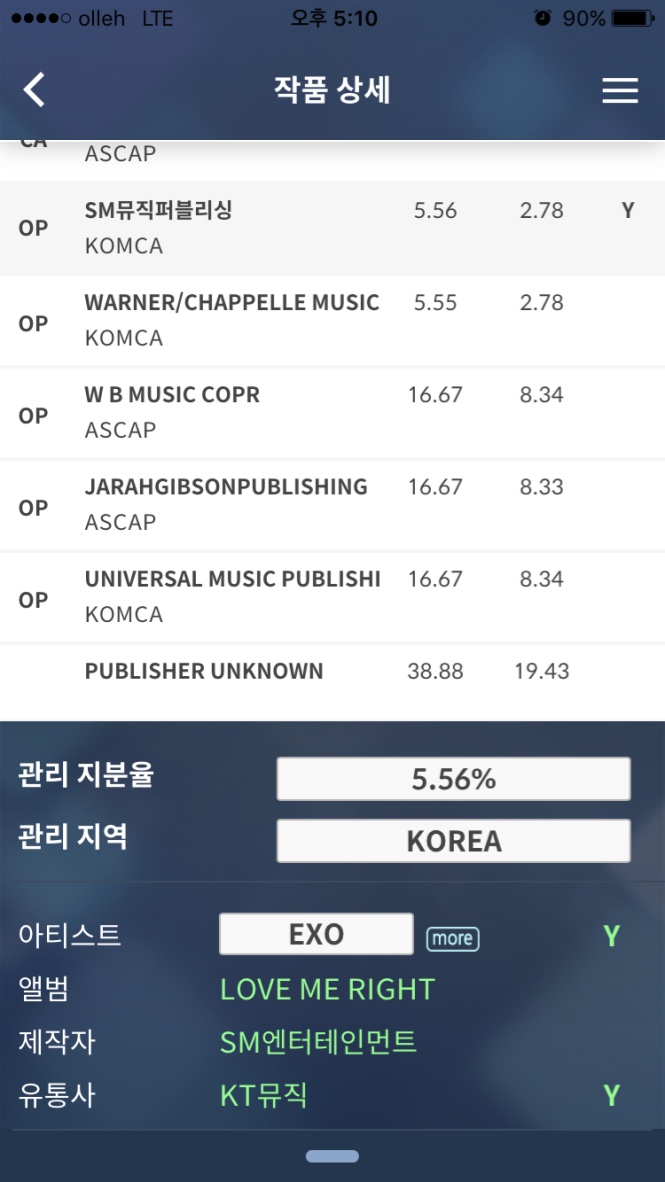 olleh LTE 오후 5:10 90%
작품 상세
CA
ASCAP
OP SM뮤직퍼블리싱 5.56 2.78 Y
KOMCA
OP WARNER/CHAPPELLE MUSIC 5.55 2.78
KOMCA
OP W B MUSIC COPR 16.67 8.34
ASCAP
OP JARAHGIBSONPUBLISHING 16.67 8.33
ASCAP
OP UNIVERSAL MUSIC PUBLISHI 16.67 8.34
KOMCA
PUBLISHER UNKNOWN 38.88 19.43
관리 지분율 5.56%
관리 지역 KOREA
아티스트 EXO more Y
앨범 LOVE ME RIGHT
제작자 SM엔터테인먼트
유통사 KT뮤직 Y